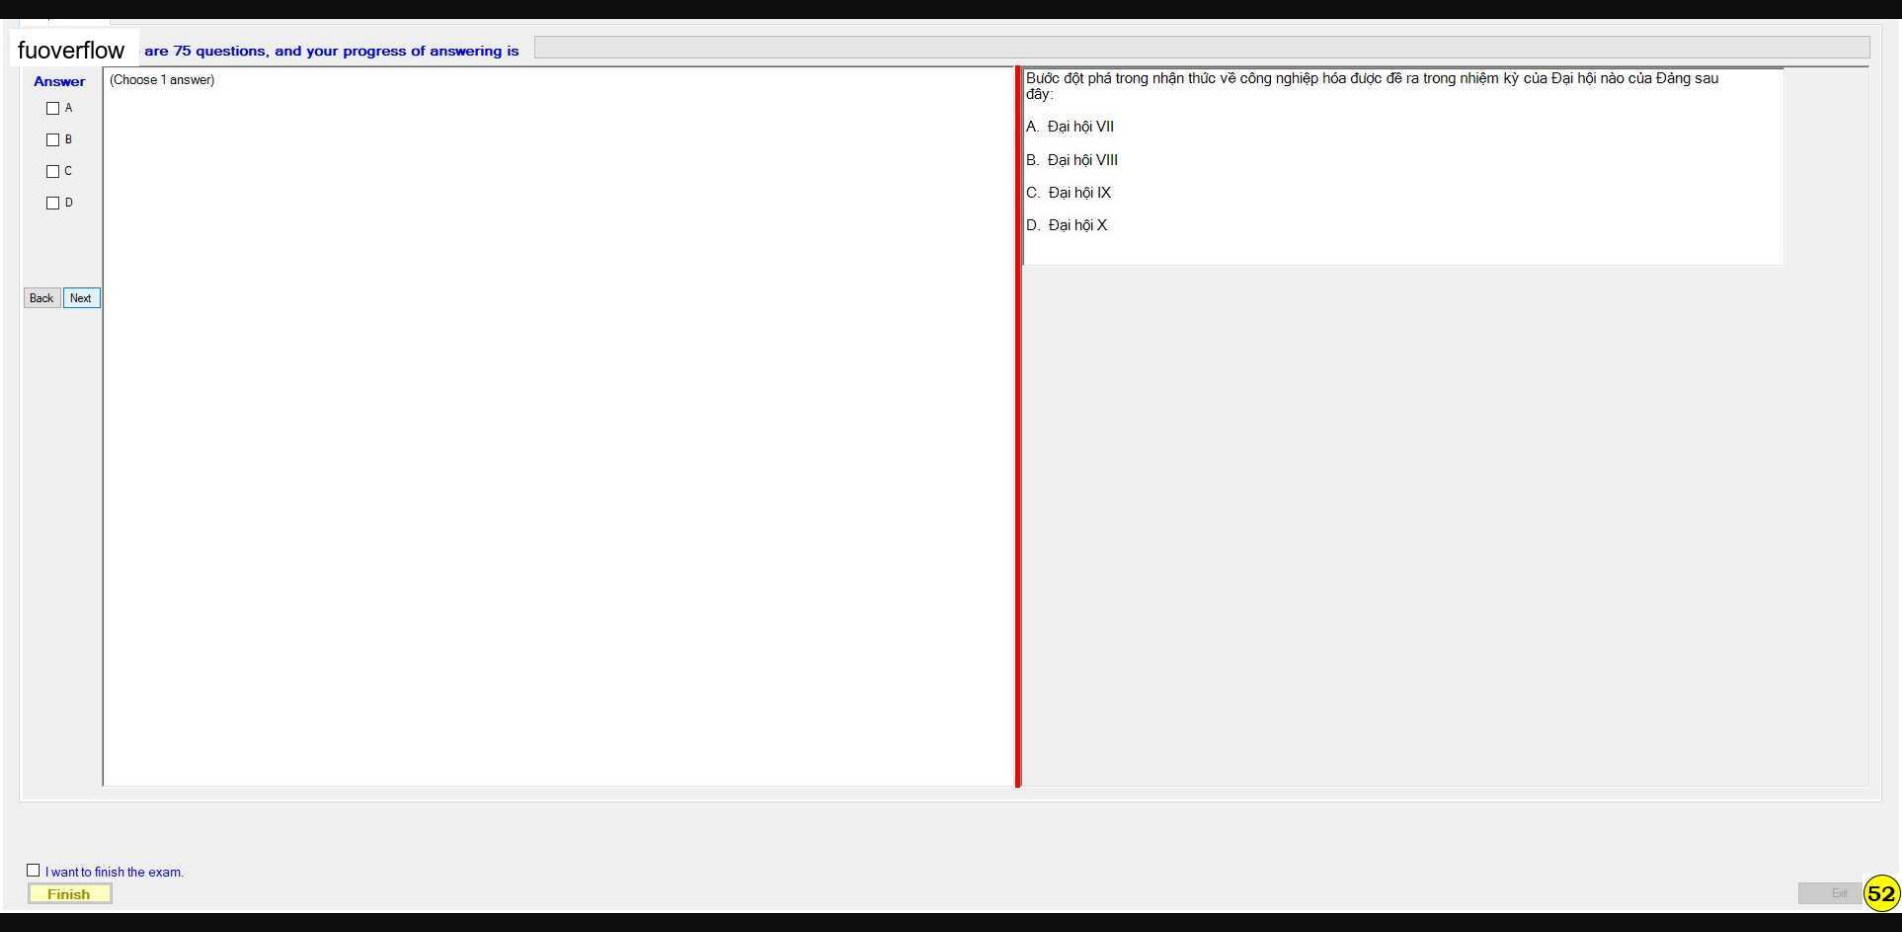 fuoverflow are 75 questions, and your progress of answering is
Answer
(Choose 1 answer)
A
B
C
D
Back Next
Bước đột phá trong nhận thức về công nghiệp hóa được đề ra trong nhiệm kỳ của Đại hội nào của Đảng sau
đây:
A. Đại hội VII
B. Đại hội VIII
C. Đại hội IX
D. Đại hội X
I want to finish the exam.
Finish
Exit
52